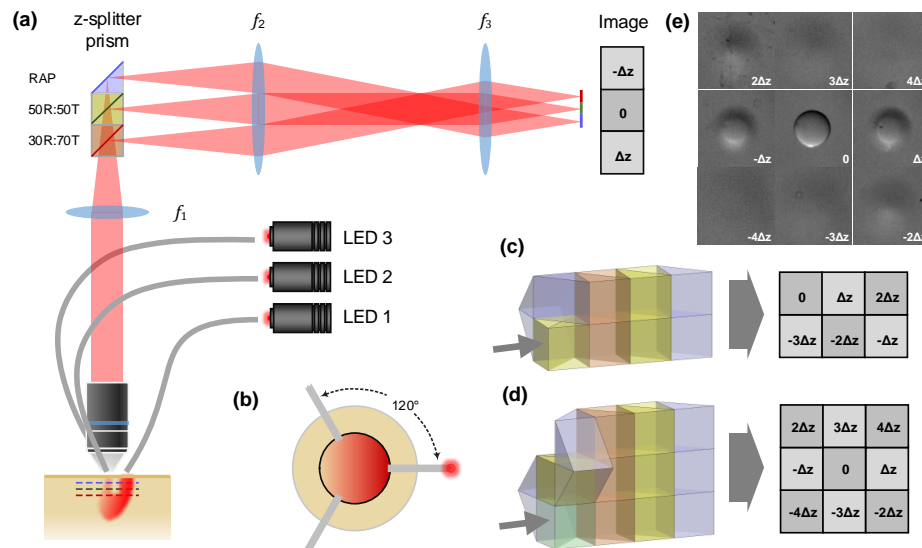 (a)
z-splitter
prism
f₂
f₃
Image
RAP
50R:50T
30R:70T
-Δz
0
Δz
f₁
LED 3
LED 2
LED 1
(b)
120°
(e)
2Δz
3Δz
4Δ
-Δz
0
Δ
-4Δz
-3Δz
-2Δ
(c)
0 Δz 2Δz
-3Δz -2Δz -Δz
(d)
2Δz 3Δz 4Δz
-Δz 0 Δz
-4Δz -3Δz -2Δz